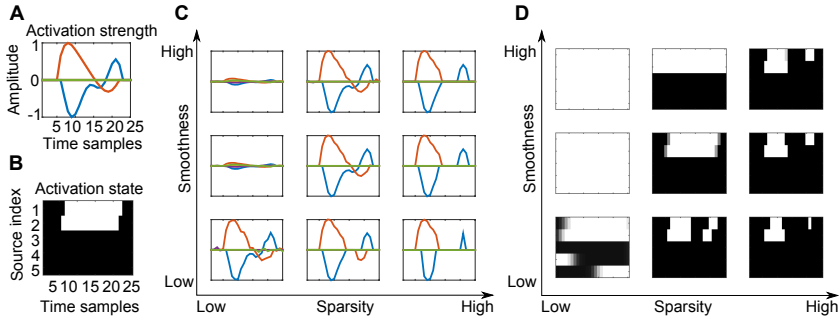 A
Activation strength
Amplitude
1
0
-1
5 10 15 20 25
Time samples
B
Activation state
Source index
1
2
3
4
5
5 10 15 20 25
Time samples
C
High
Smoothness
Low
Low Sparsity High
D
High
Smoothness
Low
Low Sparsity High